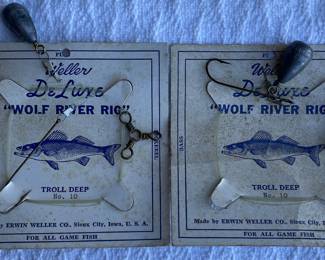 Weller
DeLuxe
"WOLF RIVER RIG"
TROLL DEEP
No. 10
by ERWIN WELLER CO., Sioux City, Iowa, U. S. A.
FOR ALL GAME FISH
DeLuxe
"WOLF RIVER RIG
BASS
TROLL DEEP
No. 10
Made by ERWIN WELLER CO., Sioux City,
FOR ALL GAME FISH